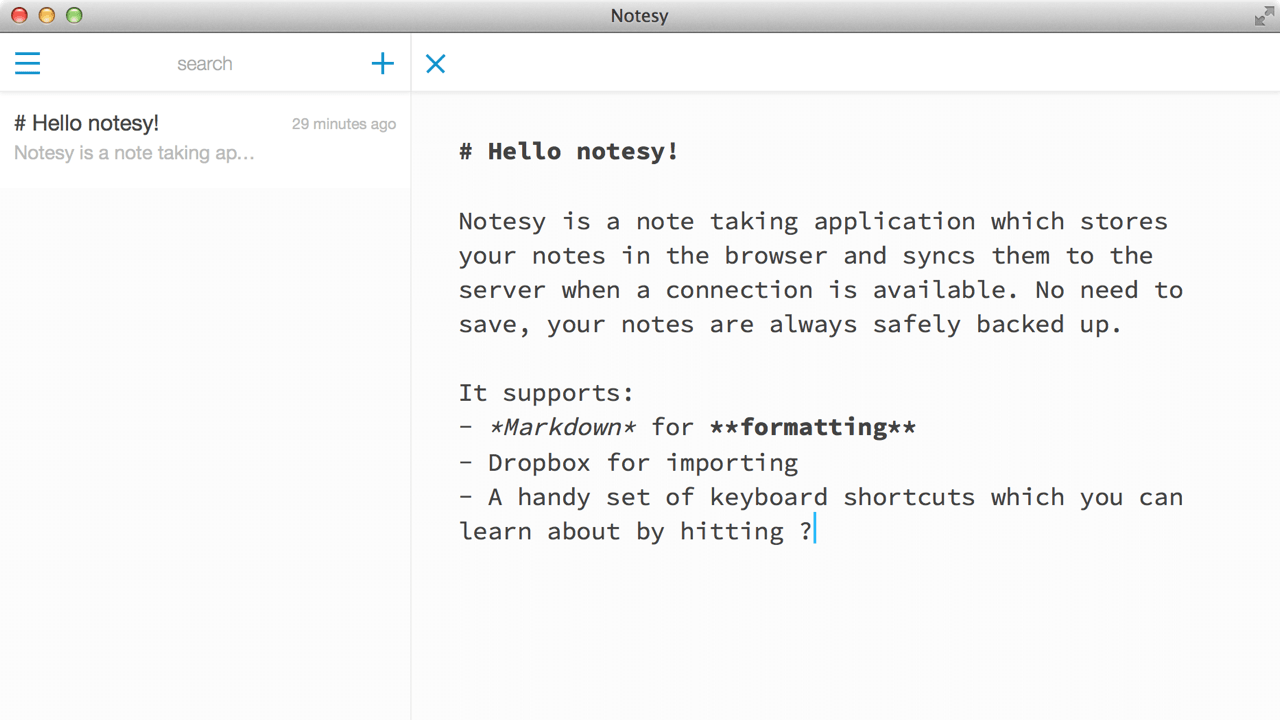 Notesy
search
# Hello notesy!
29 minutes ago
Notesy is a note taking ap…
# Hello notesy!
Notesy is a note taking application which stores
your notes in the browser and syncs them to the
server when a connection is available. No need to
save, your notes are always safely backed up.
It supports:
- *Markdown* for **formatting**
- Dropbox for importing
- A handy set of keyboard shortcuts which you can
learn about by hitting ?